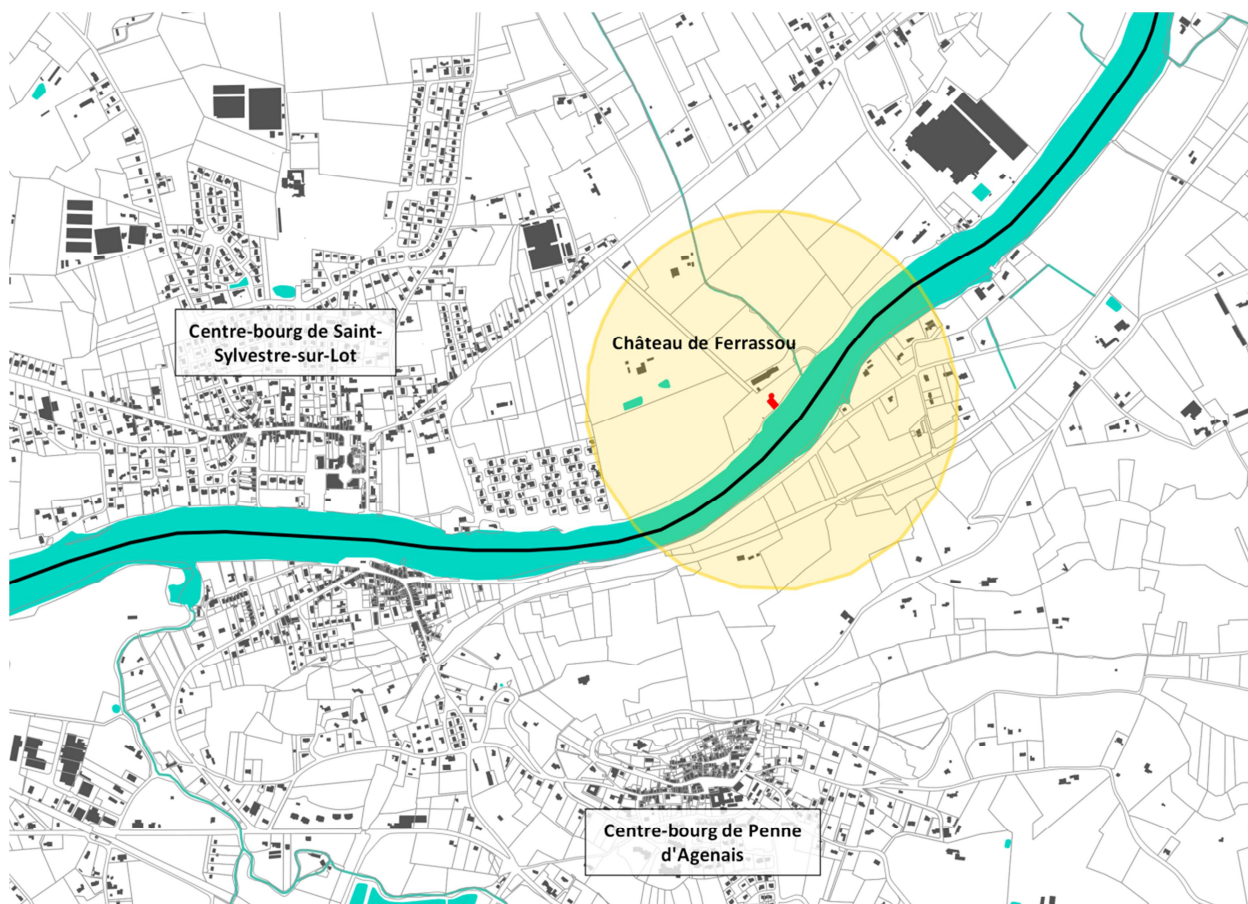 Centre-bourg de Saint-
Sylvestre-sur-Lot
Château de Ferrassou
Centre-bourg de Penne
d'Agenais